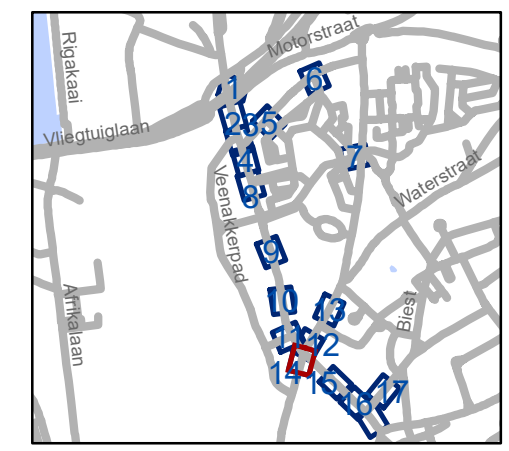 Rigakaai
Motorstraat
6
1
2
3
5
Vliegtuiglaan
4
7
Waterstraat
8
Veenakkerpad
9
10
13
Afrikalaan
Biest
11
12
14
15
16
17